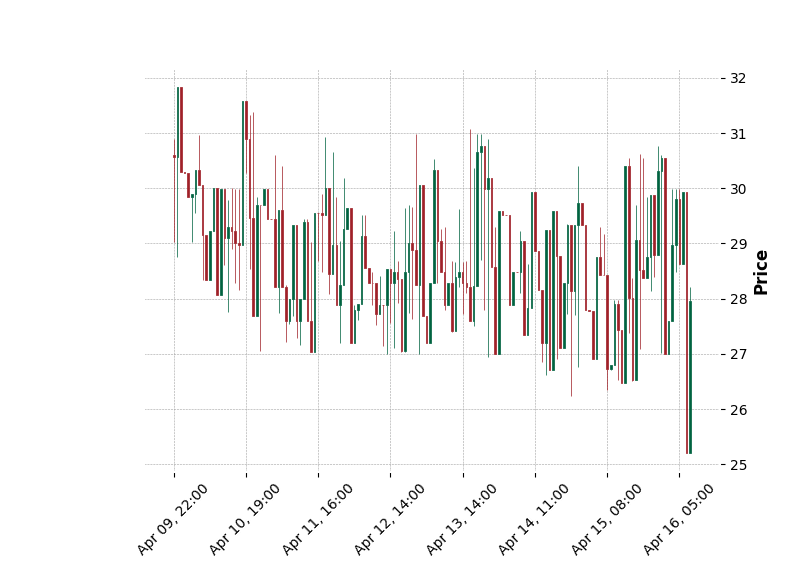 32
31
30
29
28
27
26
25
Price
Apr 09, 22:00
Apr 10, 19:00
Apr 11, 16:00
Apr 12, 14:00
Apr 13, 14:00
Apr 14, 11:00
Apr 15, 08:00
Apr 16, 05:00